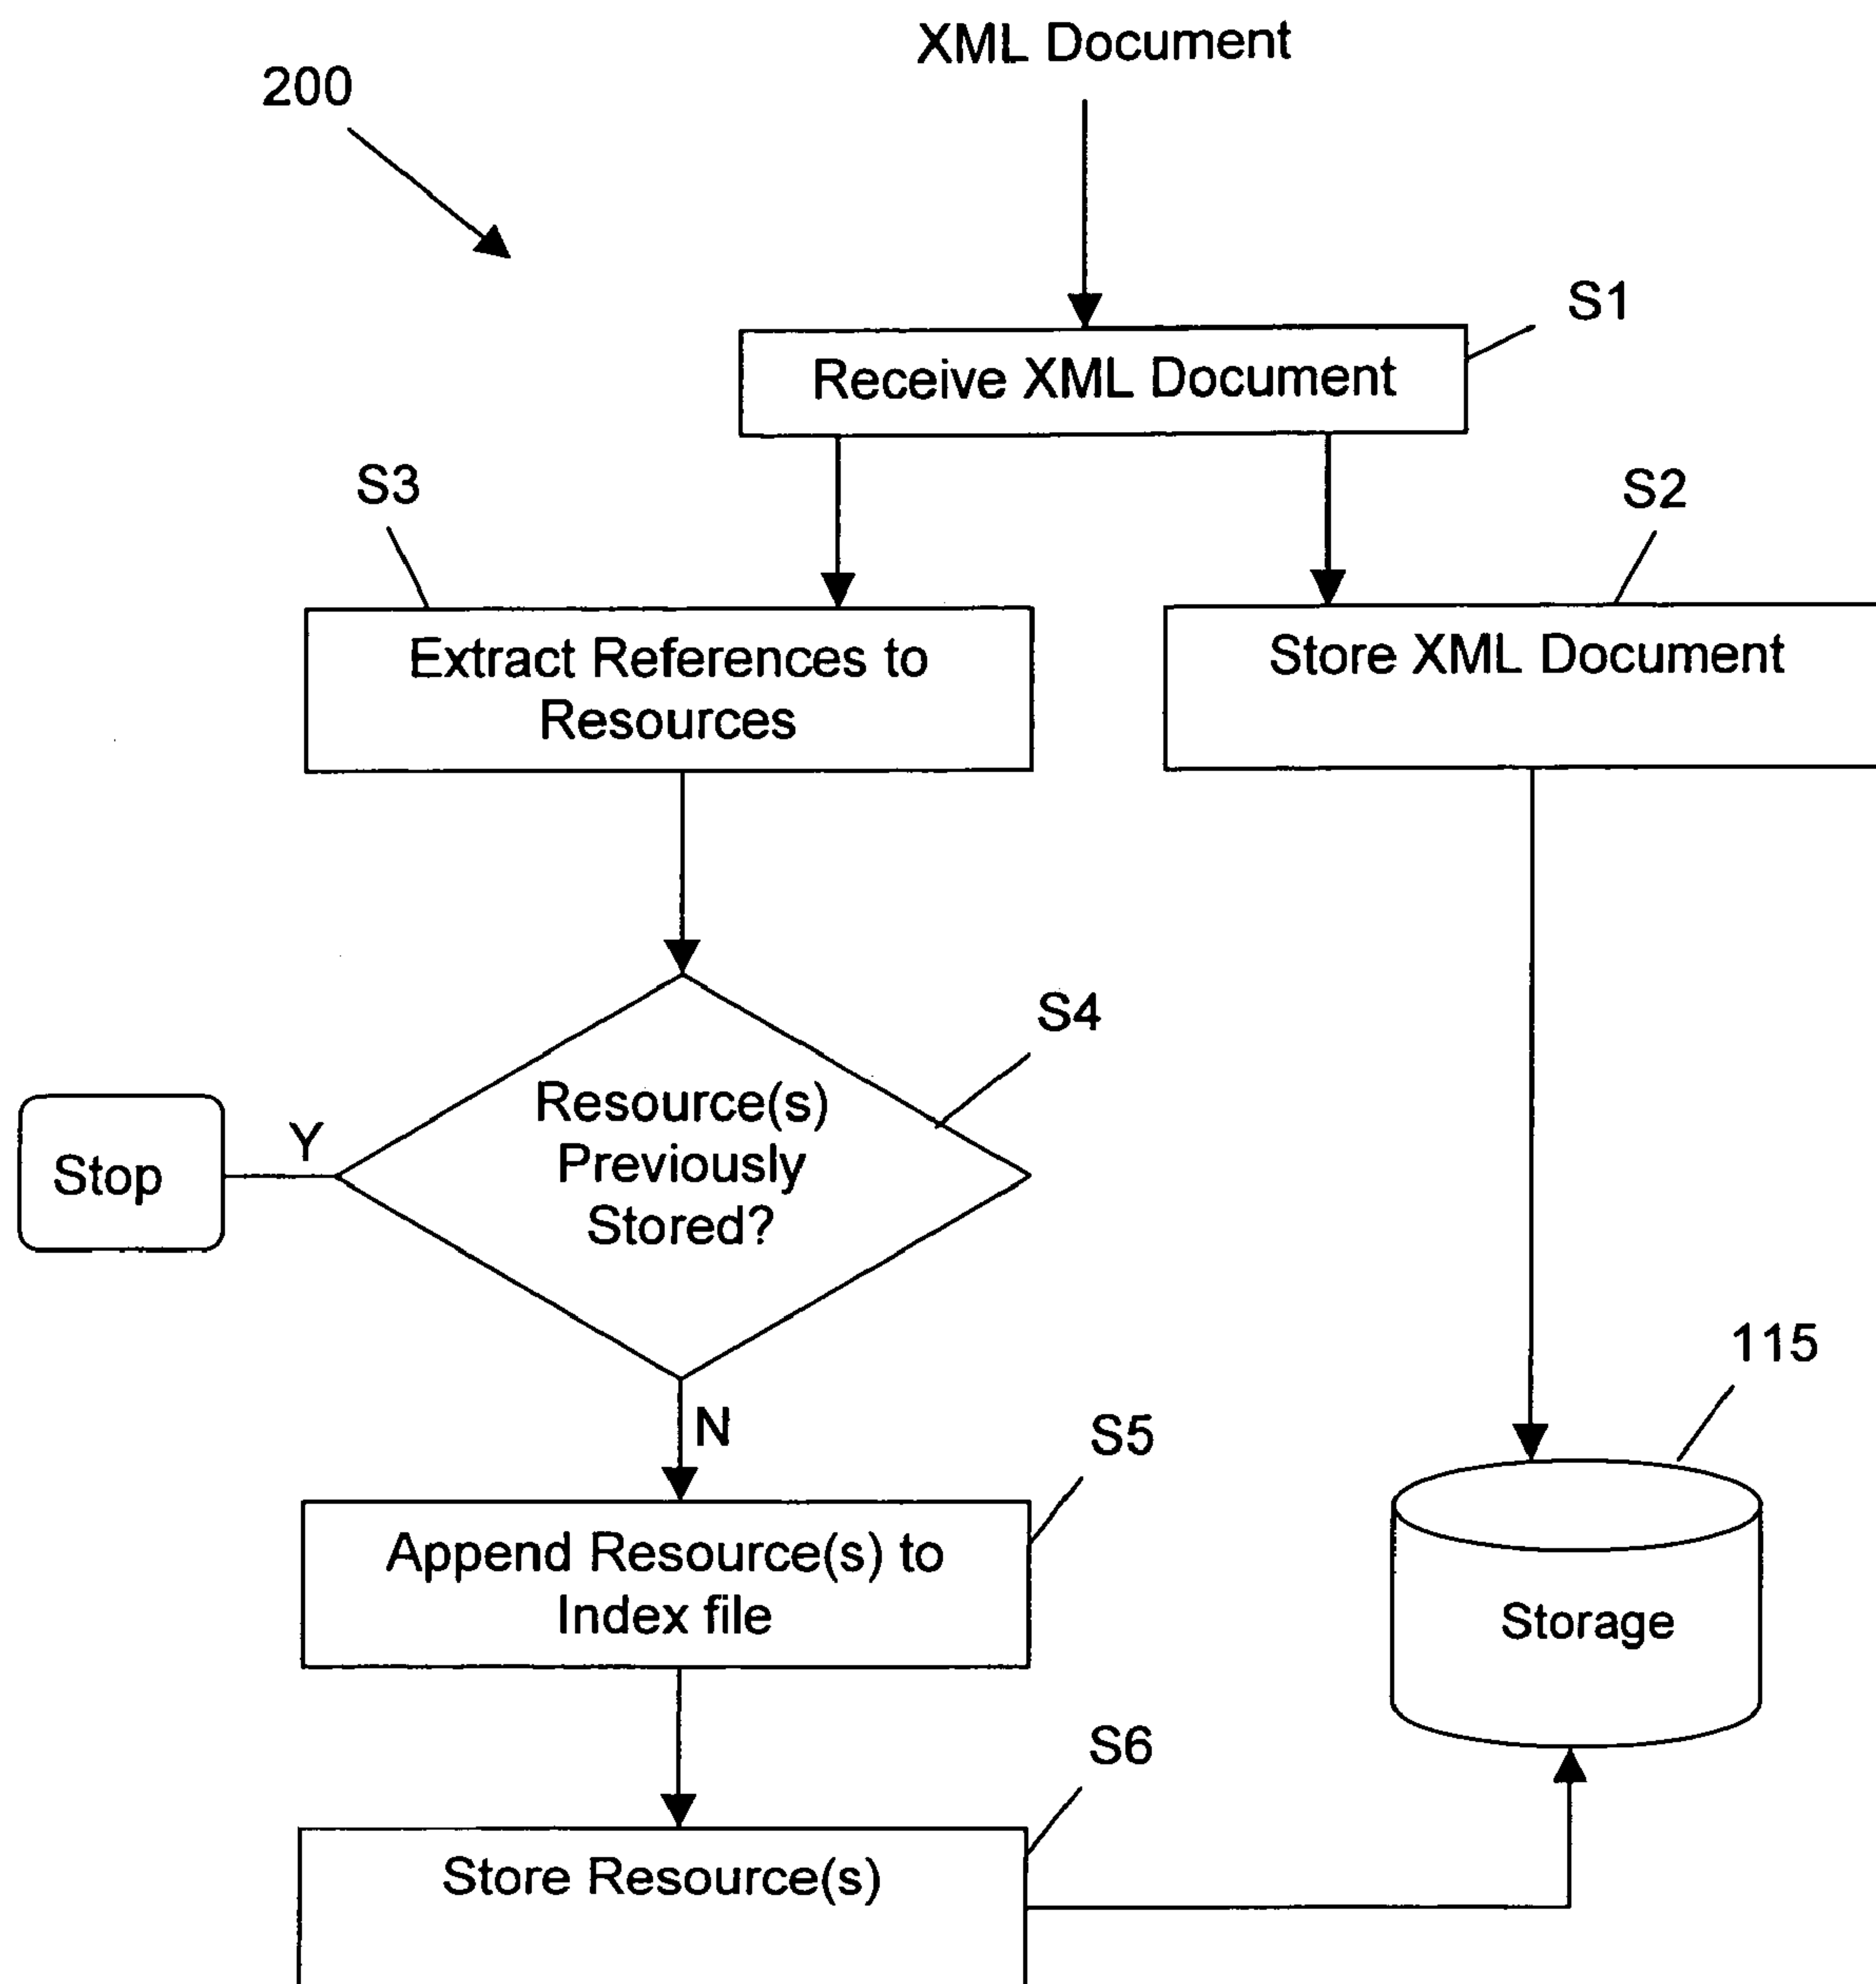 XML Document
200
S1
Receive XML Document
S3
S2
Extract References to
Resources
Store XML Document
S4
Resource(s)
Previously
Stored?
Y
Stop
N
115
S5
Append Resource(s) to
Index file
Storage
S6
Store Resource(s)